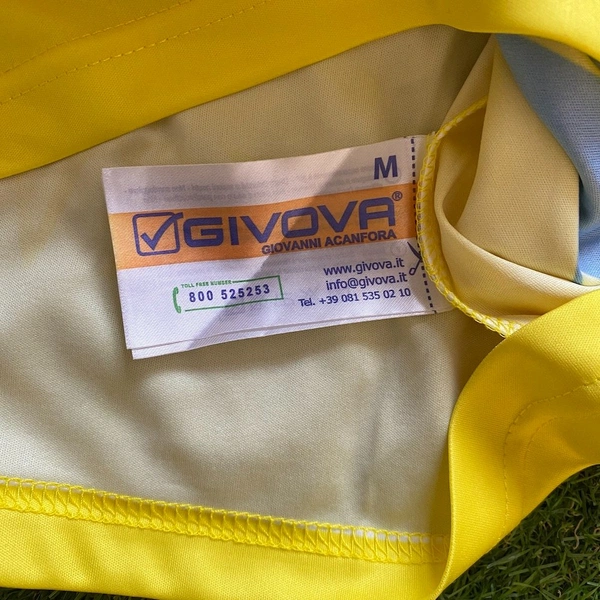 M
GIVOVA®
GIOVANNI ACANFORA
www.givova.it
info@givova.it
Tel. +39 081 535 02 10
TOLL FREE NUMBER
800 525253